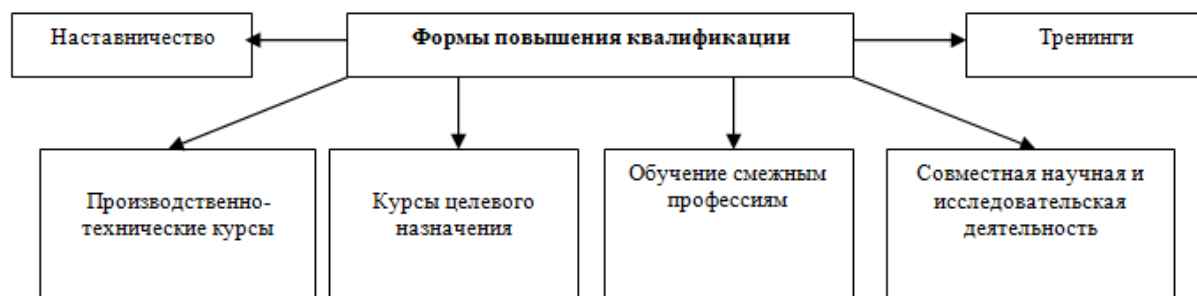 Наставничество
Формы повышения квалификации
Тренинги
Производственно-
технические курсы
Курсы целевого
назначения
Обучение смежным
профессиям
Совместная научная и
исследовательская
деятельность